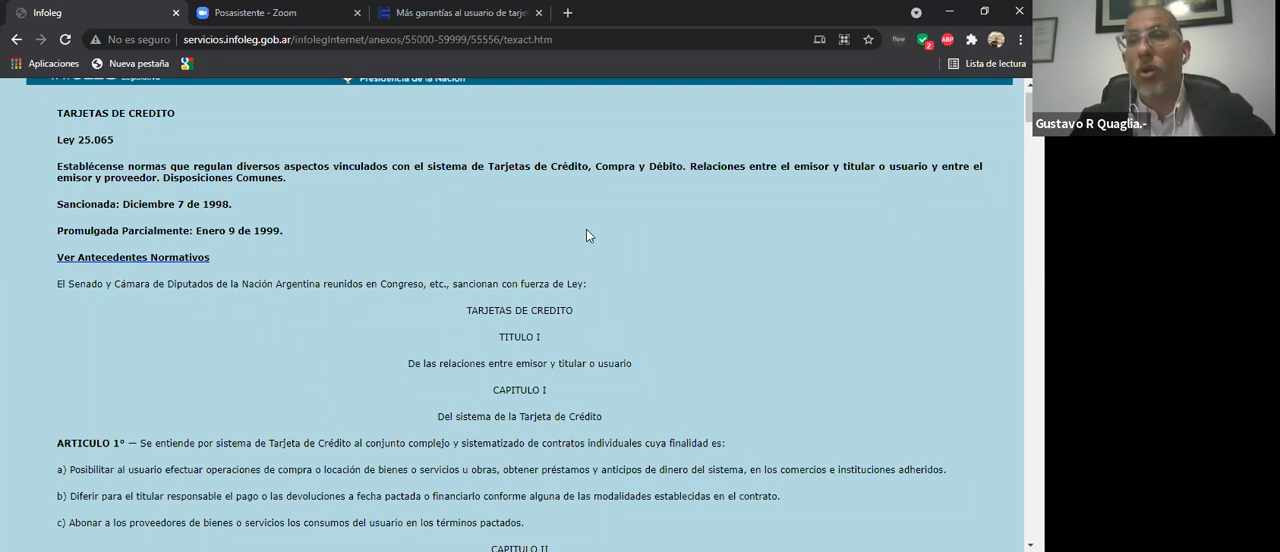 Infoleg
Posasistente - Zoom
Más garantías al usuario de tarje
No es seguro
servicios.infoleg.gob.ar/infolegInternet/anexos/55000-59999/55556/texact.htm
flow
2
ABP
Aplicaciones
Nueva pestaña
Lista de lectura
Legislativa
Presidencia de la Nación
Gustavo R Quaglia.-
TARJETAS DE CREDITO
Ley 25.065
Establécense normas que regulan diversos aspectos vinculados con el sistema de Tarjetas de Crédito, Compra y Débito. Relaciones entre el emisor y titular o usuario y entre el
emisor y proveedor. Disposiciones Comunes.
Sancionada: Diciembre 7 de 1998.
Promulgada Parcialmente: Enero 9 de 1999.
Ver Antecedentes Normativos
El Senado y Cámara de Diputados de la Nación Argentina reunidos en Congreso, etc., sancionan con fuerza de Ley:
TARJETAS DE CREDITO
TITULO I
De las relaciones entre emisor y titular o usuario
CAPITULO I
Del sistema de la Tarjeta de Crédito
ARTICULO 1° — Se entiende por sistema de Tarjeta de Crédito al conjunto complejo y sistematizado de contratos individuales cuya finalidad es:
a) Posibilitar al usuario efectuar operaciones de compra o locación de bienes o servicios u obras, obtener préstamos y anticipos de dinero del sistema, en los comercios e instituciones adheridos.
b) Diferir para el titular responsable el pago o las devoluciones a fecha pactada o financiarlo conforme alguna de las modalidades establecidas en el contrato.
c) Abonar a los proveedores de bienes o servicios los consumos del usuario en los términos pactados.
CAPITULO II